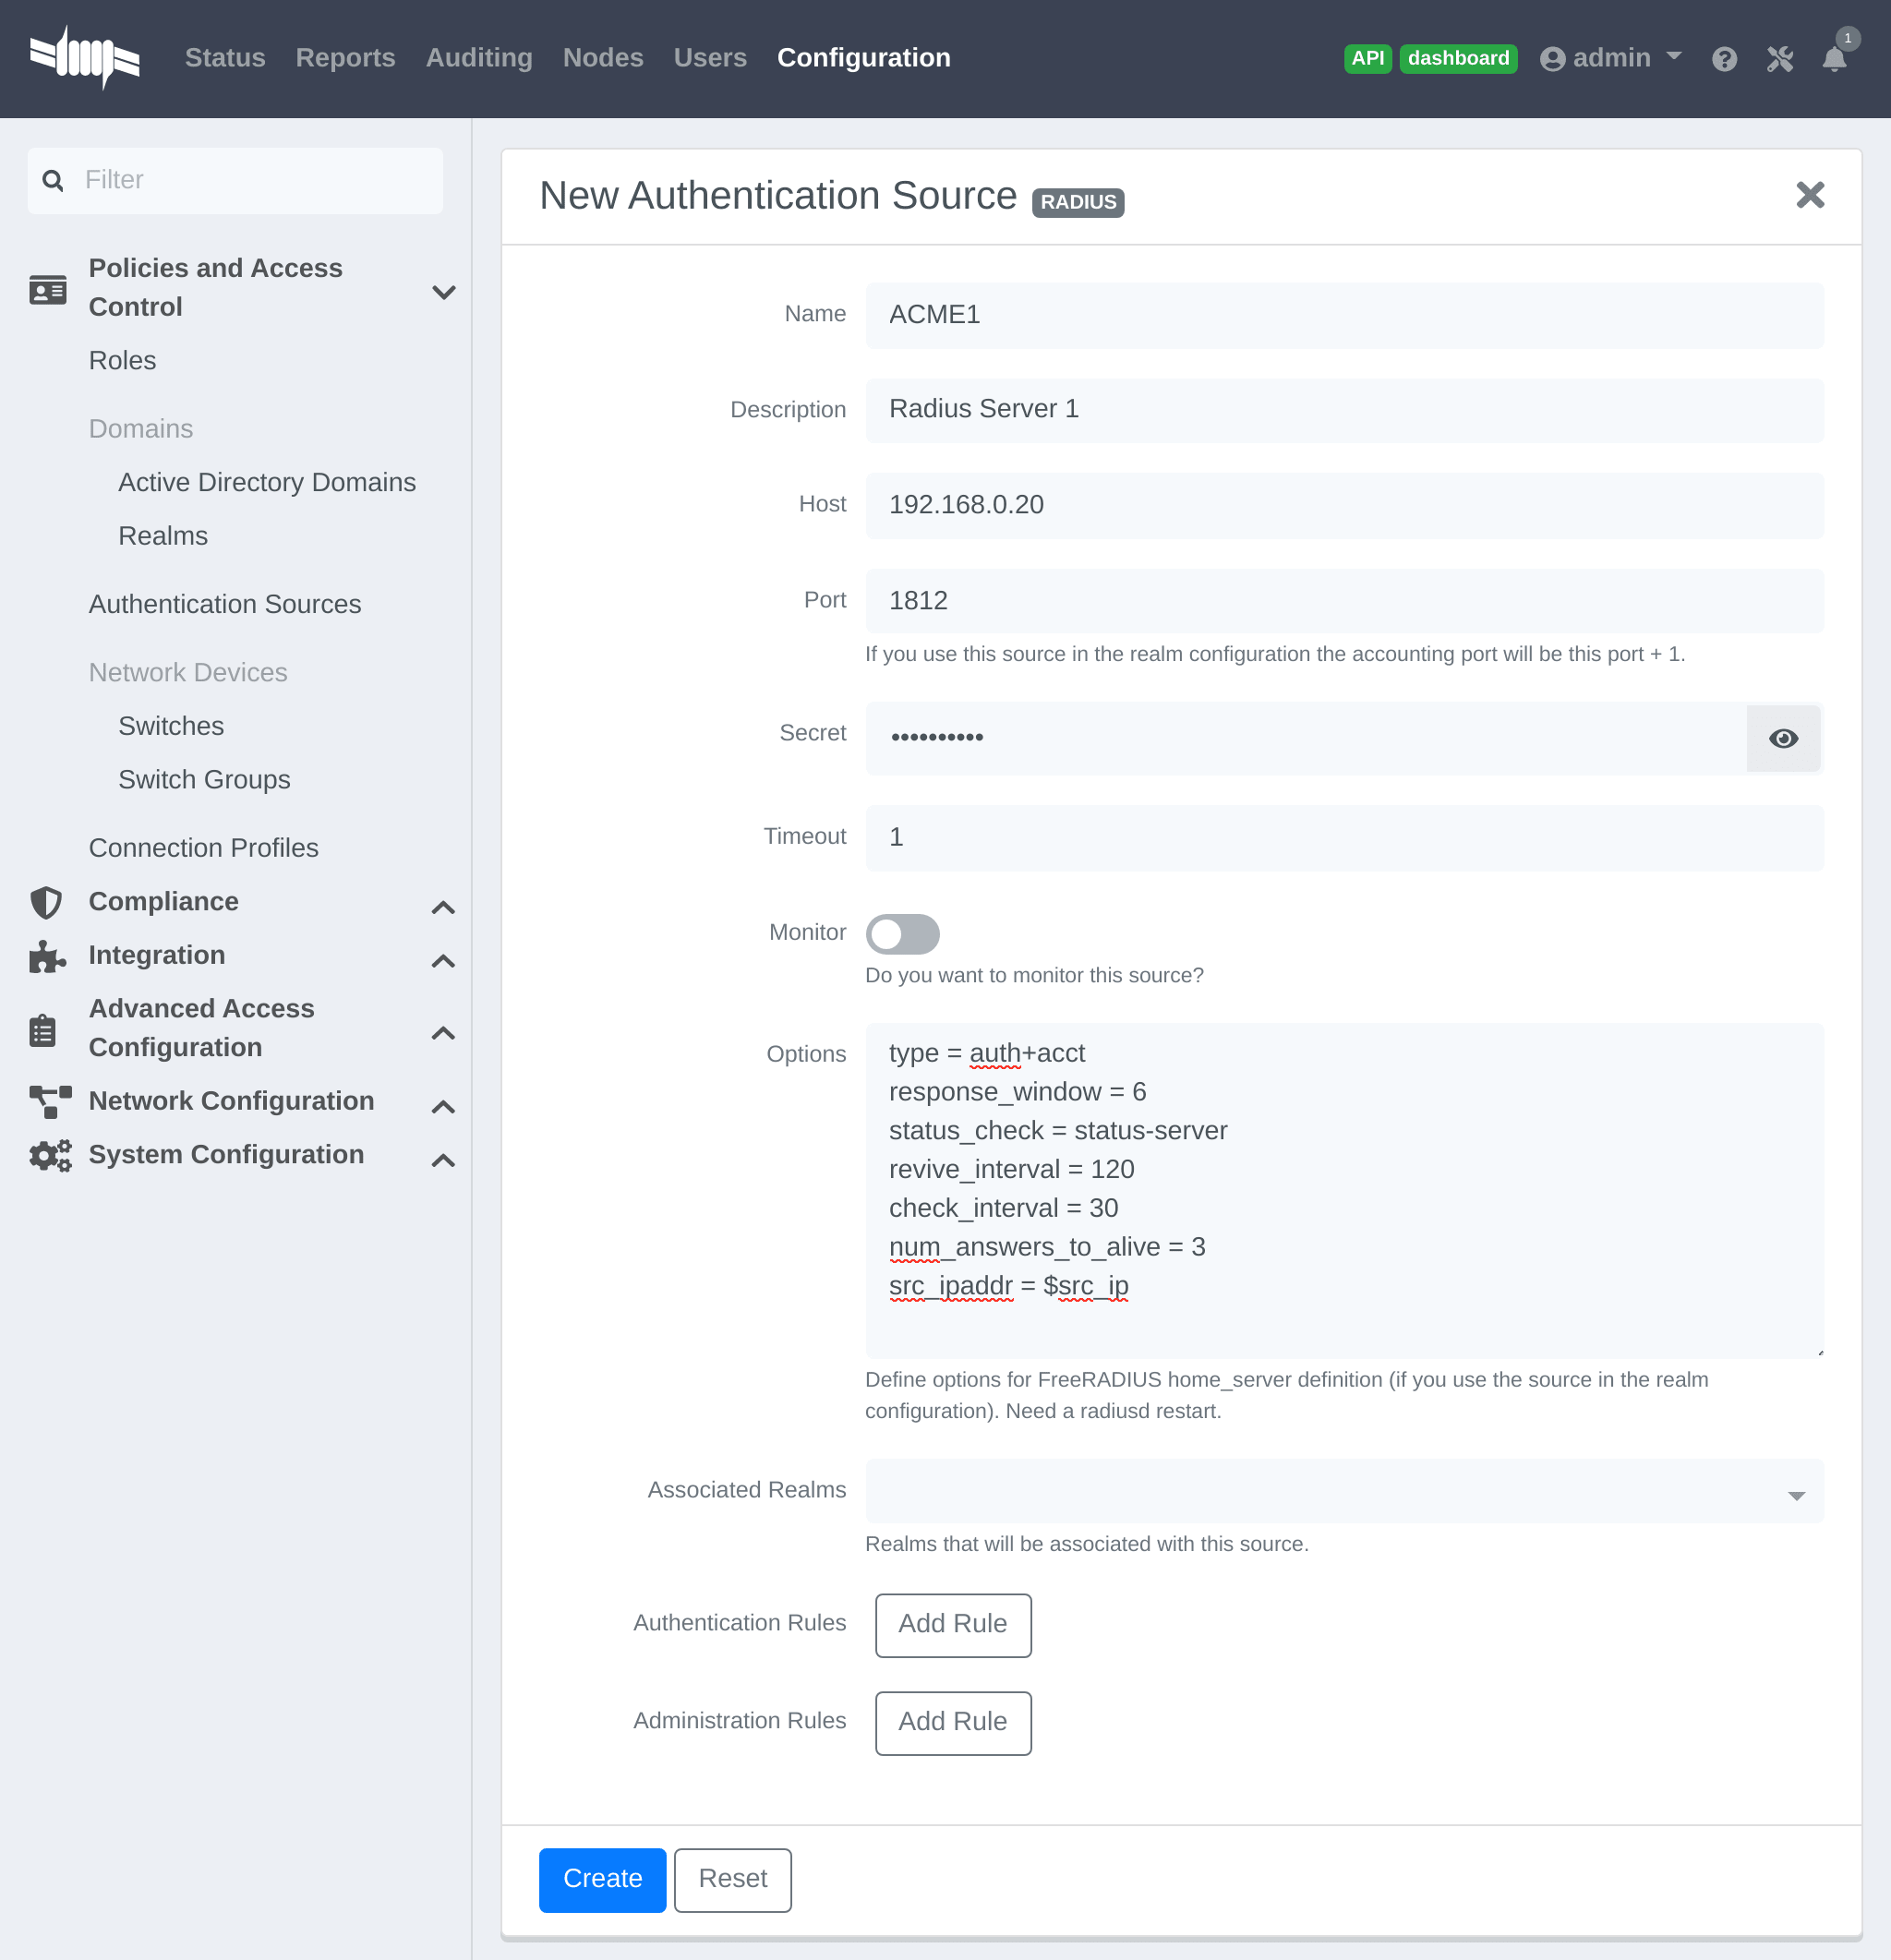 Status Reports Auditing Nodes Users Configuration API dashboard admin 1
Filter
Policies and Access
Control
Roles
Domains
Active Directory Domains
Realms
Authentication Sources
Network Devices
Switches
Switch Groups
Connection Profiles
Compliance
Integration
Advanced Access
Configuration
Network Configuration
System Configuration
New Authentication Source RADIUS
Name ACME1
Description Radius Server 1
Host 192.168.0.20
Port 1812
If you use this source in the realm configuration the accounting port will be this port + 1.
Secret ••••••••••
Timeout 1
Monitor
Do you want to monitor this source?
Options type = auth+acct
response_window = 6
status_check = status-server
revive_interval = 120
check_interval = 30
num_answers_to_alive = 3
src_ipaddr = $src_ip
Define options for FreeRADIUS home_server definition (if you use the source in the realm
configuration). Need a radiusd restart.
Associated Realms
Realms that will be associated with this source.
Authentication Rules Add Rule
Administration Rules Add Rule
Create Reset